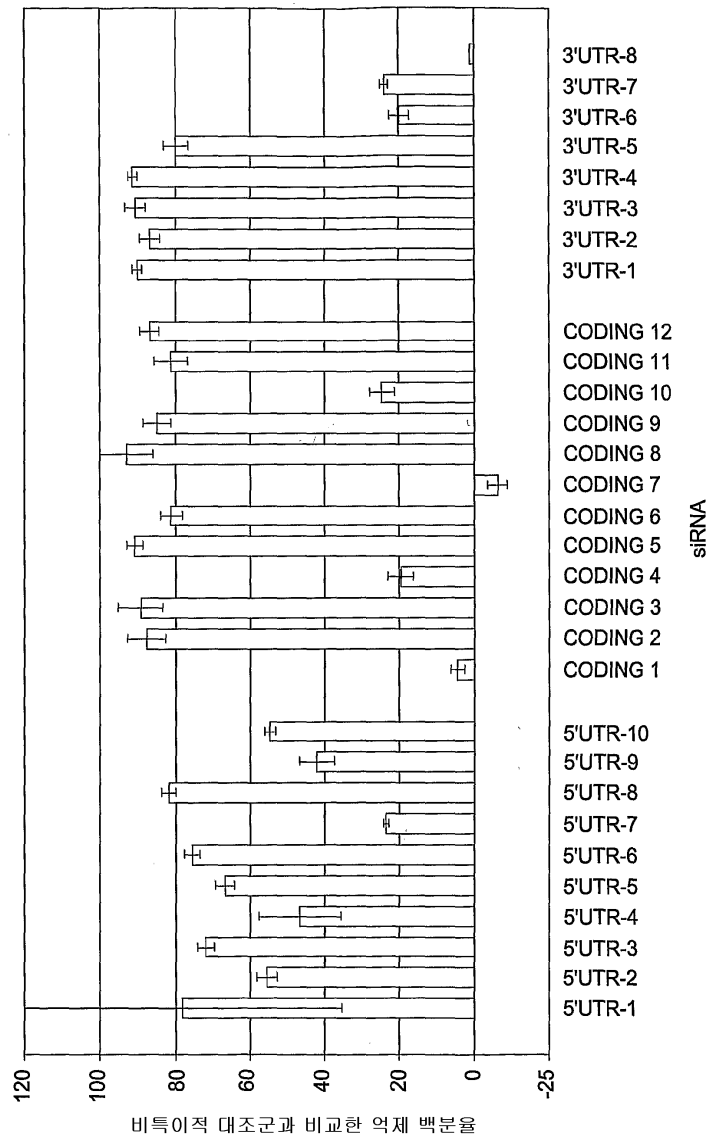 비특이적 대조군과 비교한 억제 백분율
120
100
80
60
40
20
0
-25
5'UTR-1
5'UTR-2
5'UTR-3
5'UTR-4
5'UTR-5
5'UTR-6
5'UTR-7
5'UTR-8
5'UTR-9
5'UTR-10
CODING 1
CODING 2
CODING 3
CODING 4
CODING 5
CODING 6
CODING 7
CODING 8
CODING 9
CODING 10
CODING 11
CODING 12
3'UTR-1
3'UTR-2
3'UTR-3
3'UTR-4
3'UTR-5
3'UTR-6
3'UTR-7
3'UTR-8
siRNA